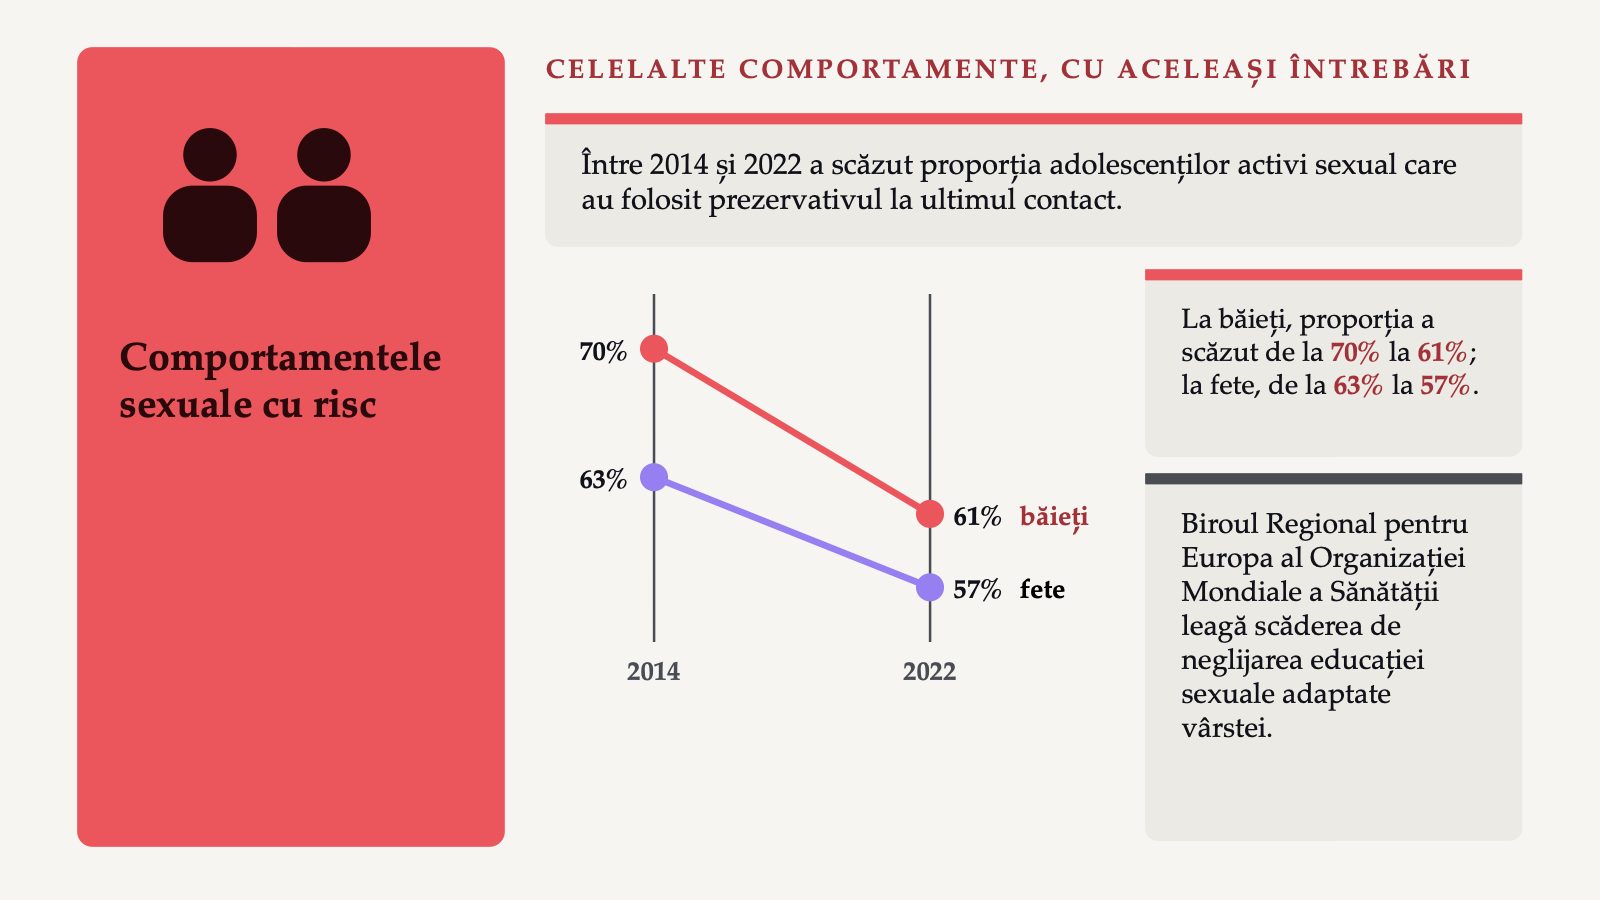 Comportamentele
sexuale cu risc
CELELALTE COMPORTAMENTE, CU ACELEAȘI ÎNTREBĂRI
Între 2014 și 2022 a scăzut proporția adolescenților activi sexual care
au folosit prezervativul la ultimul contact.
70%
63%
61% băieți
57% fete
2014
2022
La băieți, proporția a
scăzut de la 70% la 61%;
la fete, de la 63% la 57%.
Biroul Regional pentru
Europa al Organizației
Mondiale a Sănătății
leagă scăderea de
neglijarea educației
sexuale adaptate
vârstei.